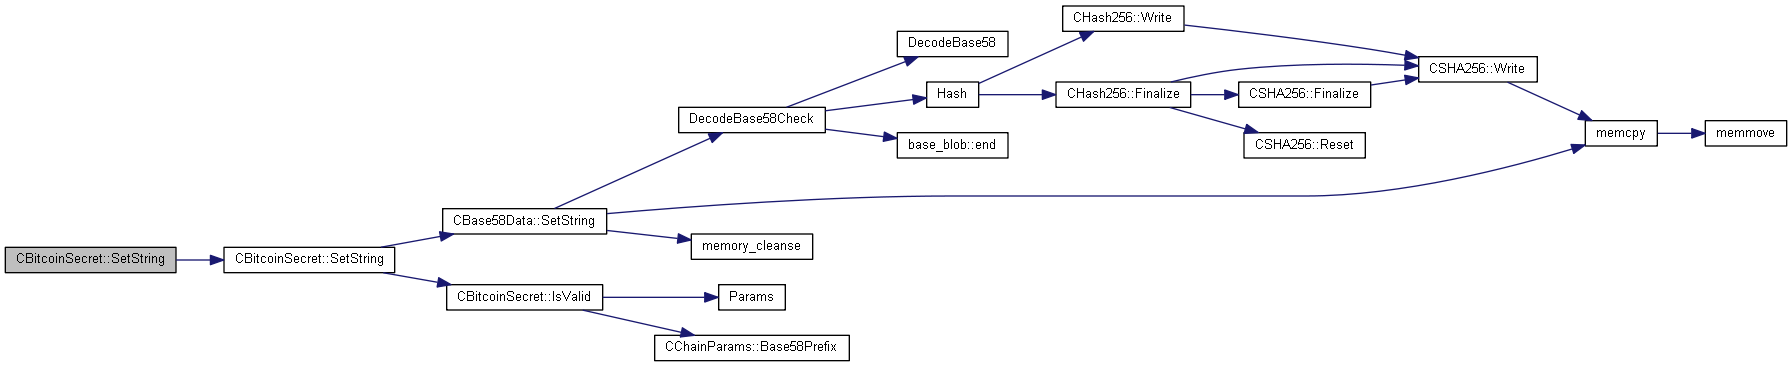 CHash256::Write
DecodeBase58
CSHA256::Write
Hash
CHash256::Finalize
CSHA256::Finalize
DecodeBase58Check
memcpy
memmove
base_blob::end
CSHA256::Reset
CBase58Data::SetString
memory_cleanse
CBitcoinSecret::SetString
CBitcoinSecret::SetString
CBitcoinSecret::IsValid
Params
CChainParams::Base58Prefix